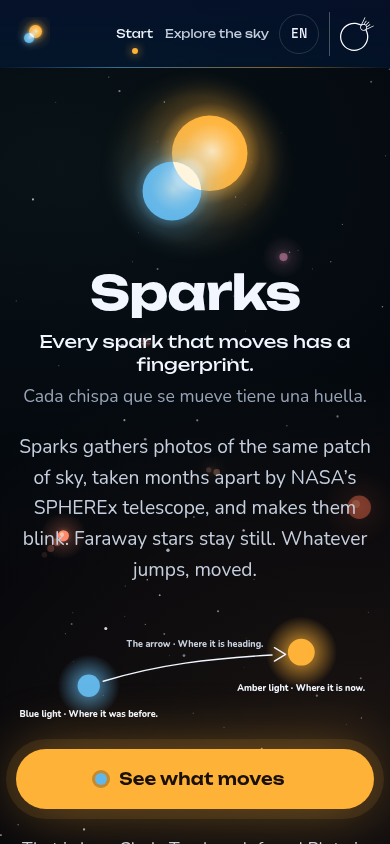 Start Explore the sky EN
Sparks
Every spark that moves has a
fingerprint.
Cada chispa que se mueve tiene una huella.
Sparks gathers photos of the same patch
of sky, taken months apart by NASA’s
SPHEREx telescope, and makes them
blink. Faraway stars stay still. Whatever
jumps, moved.
The arrow · Where it is heading.
Amber light · Where it is now.
Blue light · Where it was before.
See what moves